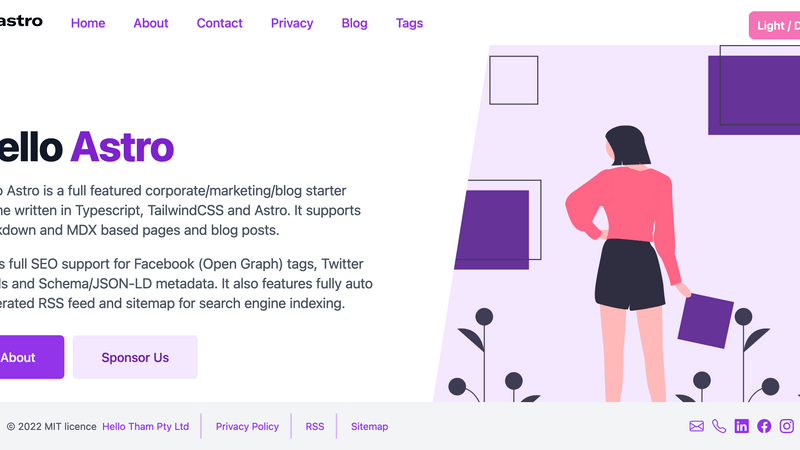 astro
Home About Contact Privacy Blog Tags
Light / D
ello Astro
o Astro is a full featured corporate/marketing/blog starter
ne written in Typescript, TailwindCSS and Astro. It supports
kdown and MDX based pages and blog posts.
s full SEO support for Facebook (Open Graph) tags, Twitter
ds and Schema/JSON-LD metadata. It also features fully auto
erated RSS feed and sitemap for search engine indexing.
About Sponsor Us
© 2022 MIT licence Hello Tham Pty Ltd Privacy Policy RSS Sitemap